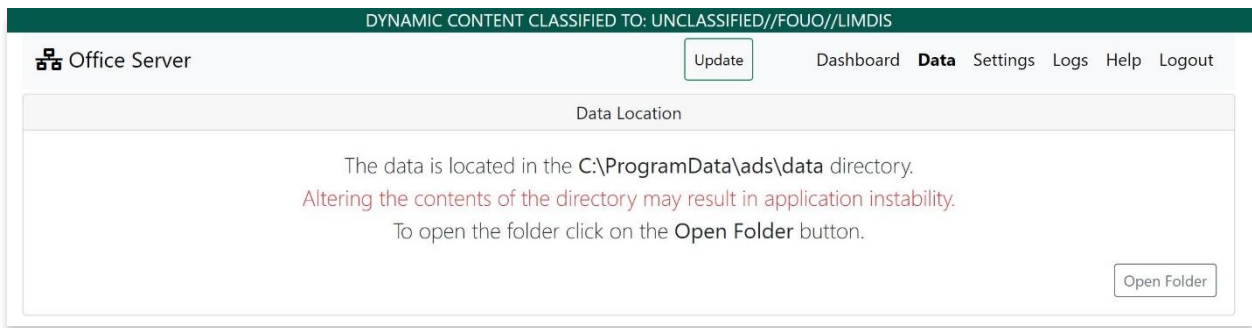 DYNAMIC CONTENT CLASSIFIED TO: UNCLASSIFIED//FOUO//LIMDIS
Office Server Update Dashboard Data Settings Logs Help Logout
Data Location
The data is located in the C:\ProgramData\ads\data directory.
Altering the contents of the directory may result in application instability.
To open the folder click on the Open Folder button.
Open Folder